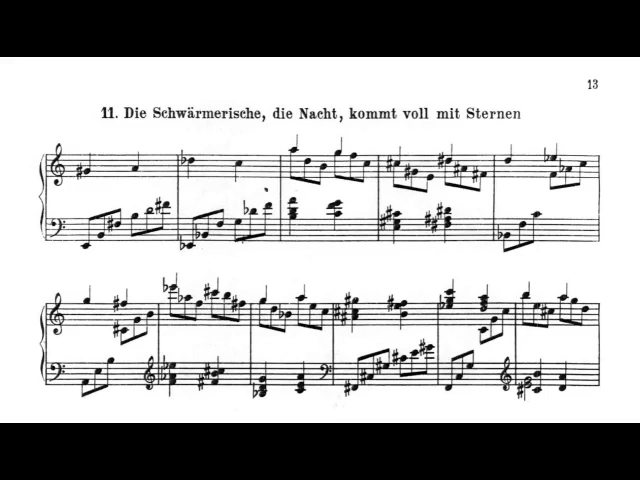 13
11. Die Schwärmerische, die Nacht, kommt voll mit Sternen